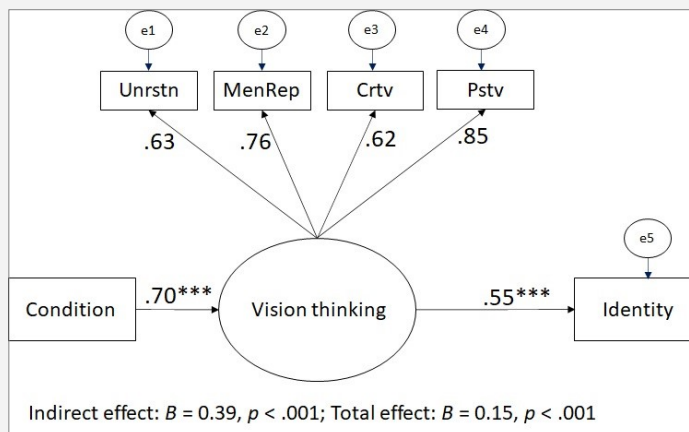 e1 e2 e3 e4
Unrstn MenRep Crtv Pstv
.63 .76 .62 .85
e5
Condition .70*** Vision thinking .55*** Identity
Indirect effect: B = 0.39, p < .001; Total effect: B = 0.15, p < .001